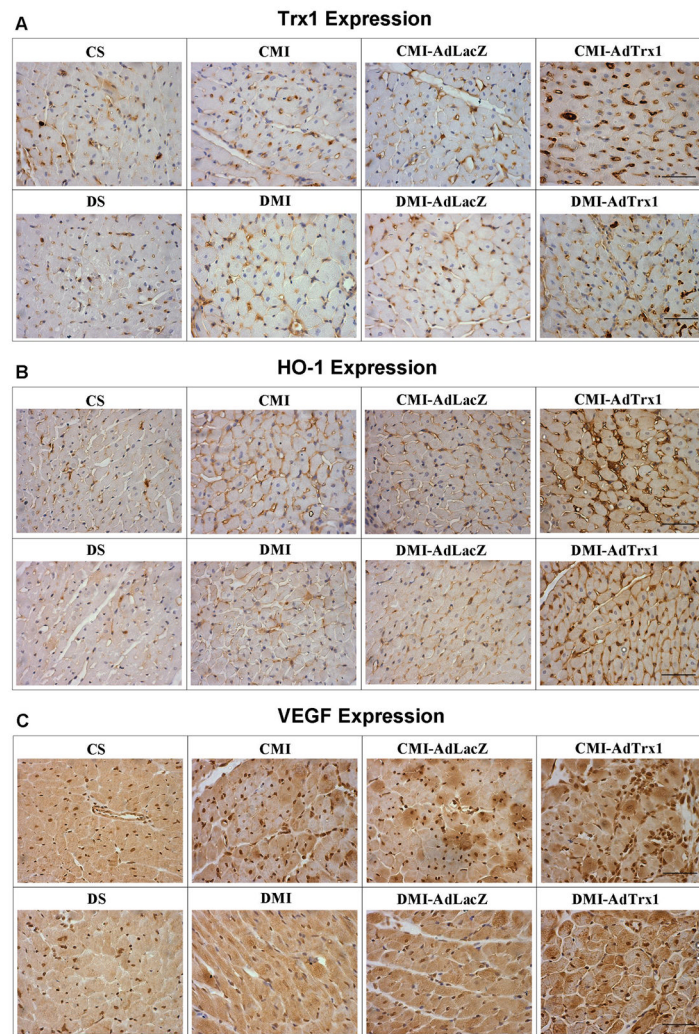 A
Trx1 Expression
CS CMI CMI-AdLacZ CMI-AdTrx1
DS DMI DMI-AdLacZ DMI-AdTrx1
B
HO-1 Expression
CS CMI CMI-AdLacZ CMI-AdTrx1
DS DMI DMI-AdLacZ DMI-AdTrx1
C
VEGF Expression
CS CMI CMI-AdLacZ CMI-AdTrx1
DS DMI DMI-AdLacZ DMI-AdTrx1